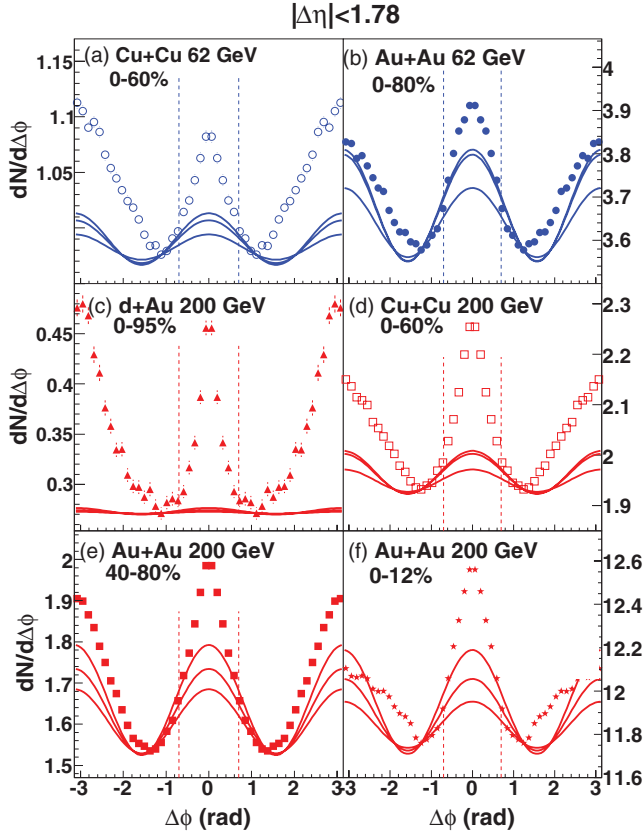 |Δη|<1.78
(a) Cu+Cu 62 GeV
0-60%
(b) Au+Au 62 GeV
0-80%
dN/dΔϕ
1.15
1.1
1.05
4
3.9
3.8
3.7
3.6
(c) d+Au 200 GeV
0-95%
(d) Cu+Cu 200 GeV
0-60%
dN/dΔϕ
0.45
0.4
0.35
0.3
2.3
2.2
2.1
2
1.9
(e) Au+Au 200 GeV
40-80%
(f) Au+Au 200 GeV
0-12%
dN/dΔϕ
2
1.9
1.8
1.7
1.6
1.5
12.6
12.4
12.2
12
11.8
11.6
-3 -2 -1 0 1 2 3
-3 -2 -1 0 1 2 3
Δϕ (rad)
Δϕ (rad)